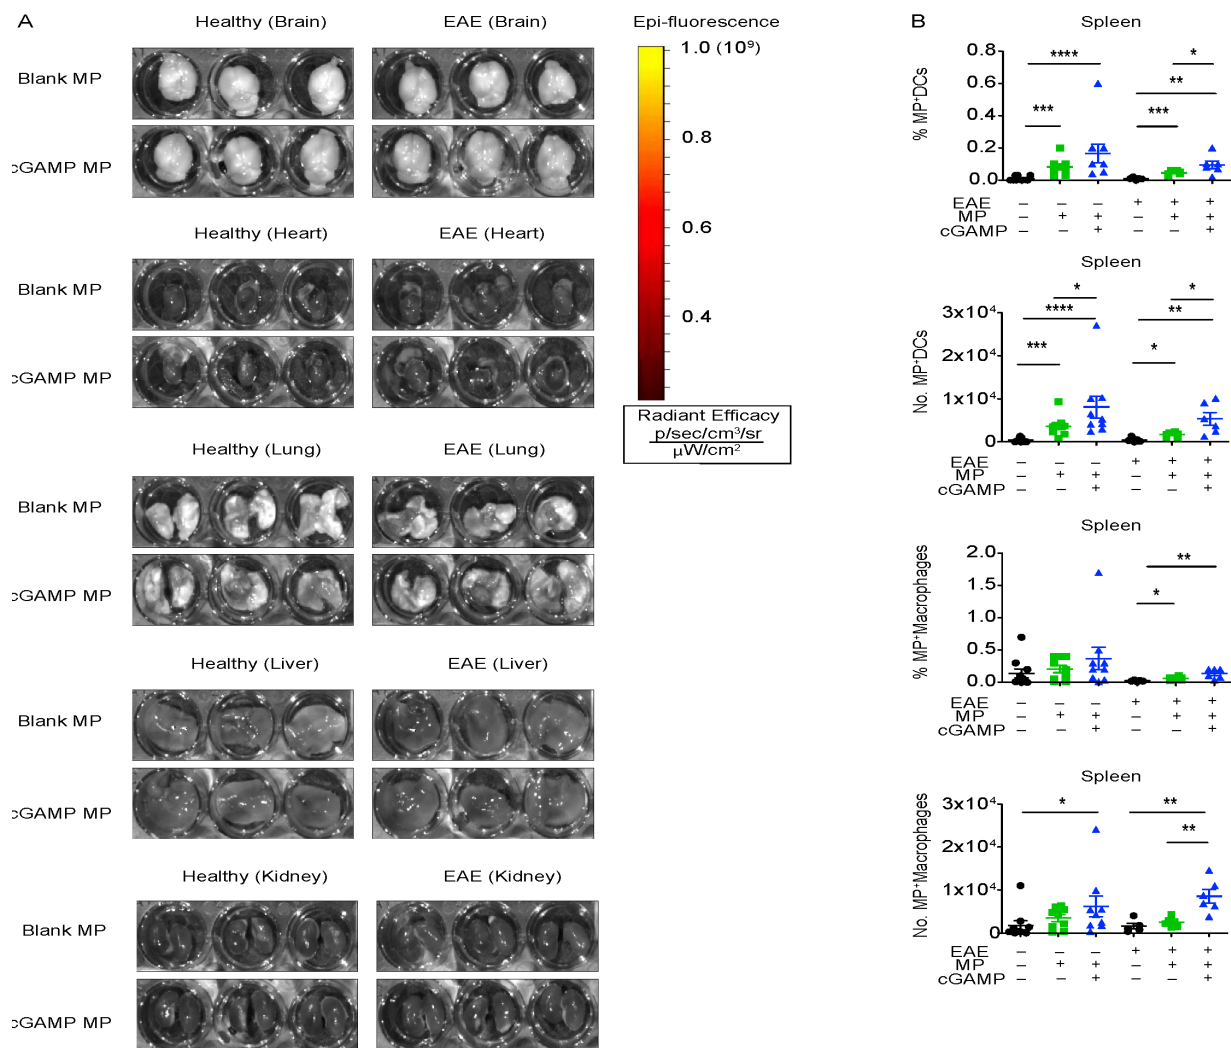 A
Healthy (Brain)
EAE (Brain)
Blank MP
cGAMP MP
Healthy (Heart)
EAE (Heart)
Blank MP
cGAMP MP
Healthy (Lung)
EAE (Lung)
Blank MP
cGAMP MP
Healthy (Liver)
EAE (Liver)
Blank MP
cGAMP MP
Healthy (Kidney)
EAE (Kidney)
Blank MP
cGAMP MP
Epi-fluorescence
1.0 (10⁹)
0.8
0.6
0.4
Radiant Efficacy
p/sec/cm³/sr
µW/cm²
B
Spleen
% MP⁺DCs
0.8
0.6
0.4
0.2
0.0
**** *
**
*** ***
EAE – – – + + +
MP – + + – + +
cGAMP – – + – – +
Spleen
No. MP⁺DCs
3x10⁴
2x10⁴
1x10⁴
0
* *
**** **
*** *
EAE – – – + + +
MP – + + – + +
cGAMP – – + – – +
Spleen
% MP⁺Macrophages
2.0
1.5
1.0
0.5
0.0
**
*
EAE – – – + + +
MP – + + – + +
cGAMP – – + – – +
Spleen
No. MP⁺Macrophages
3x10⁴
2x10⁴
1x10⁴
0
* **
**
EAE – – – + + +
MP – + + – + +
cGAMP – – + – – +